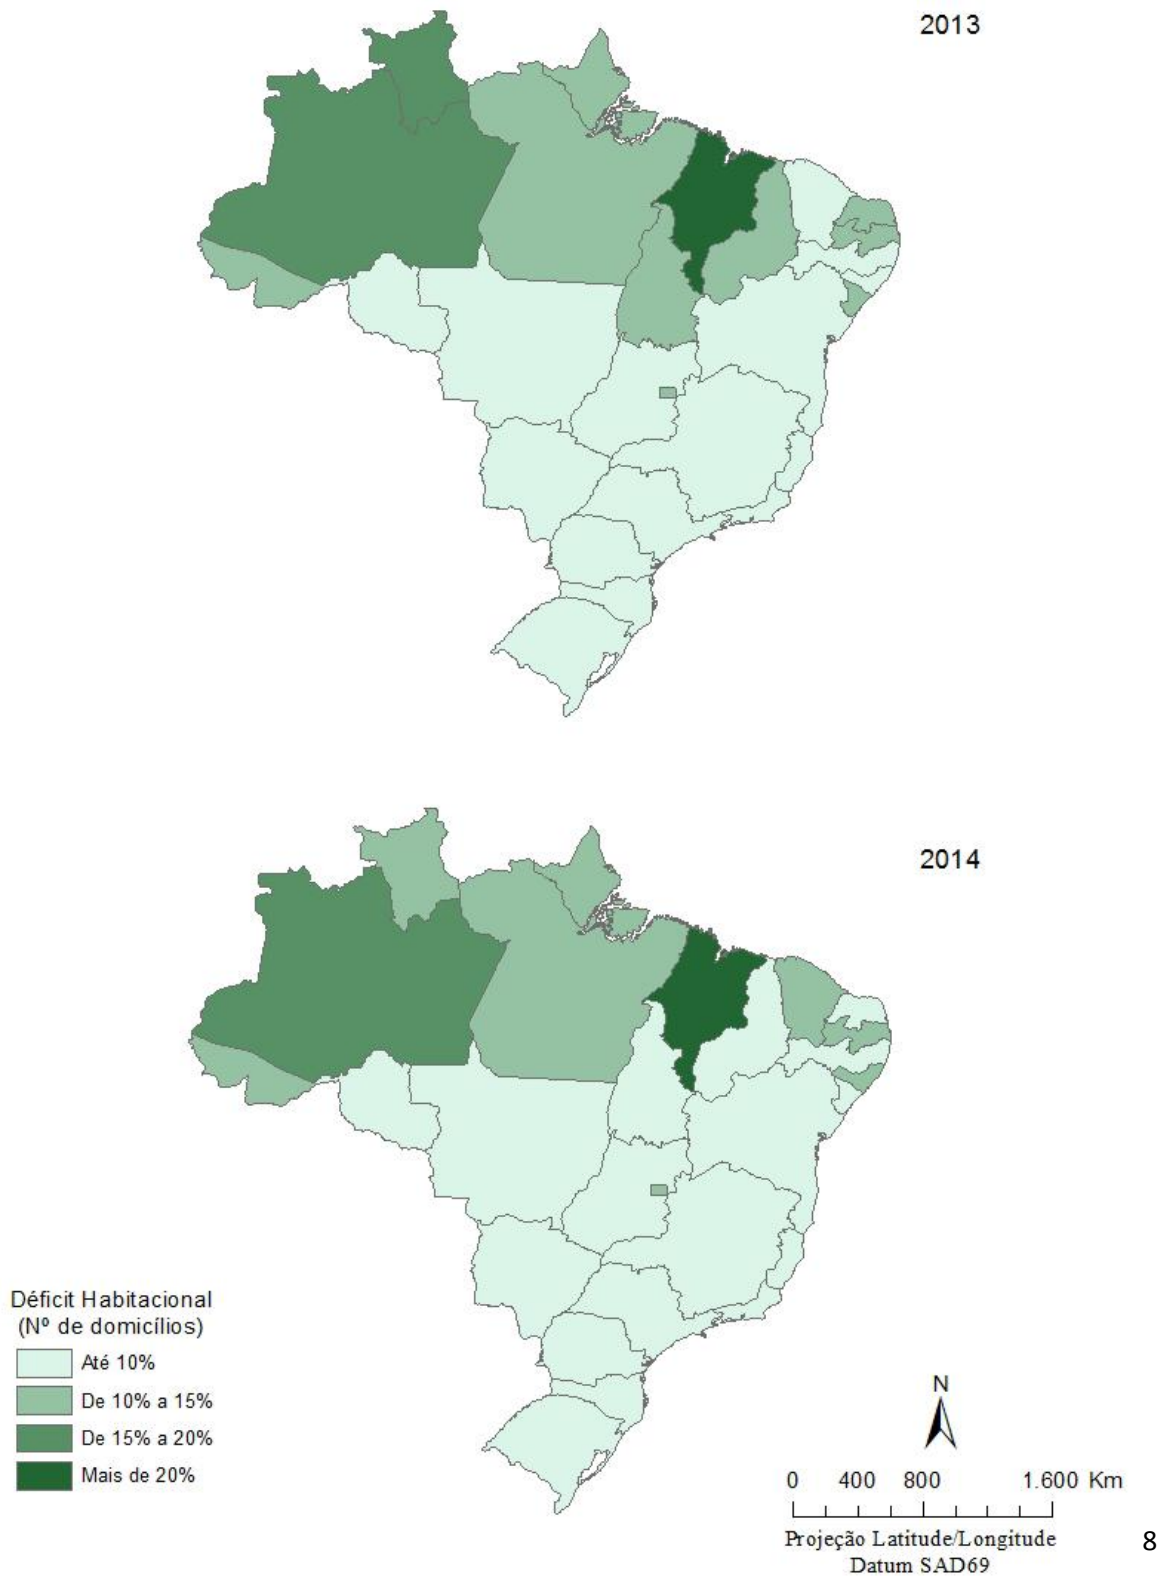 2013
2014
Déficit Habitacional
(Nº de domicílios)
Até 10%
De 10% a 15%
De 15% a 20%
Mais de 20%
N
0 400 800 1.600 Km
Projeção Latitude/Longitude
Datum SAD69
8